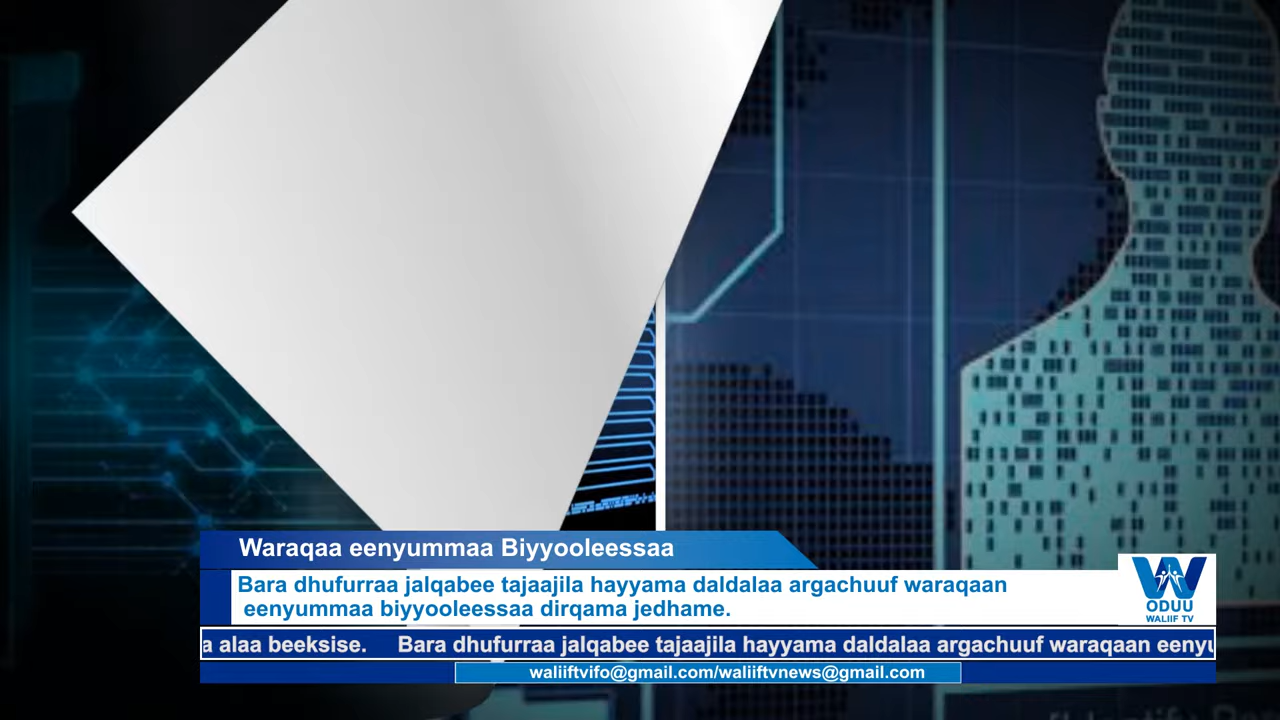 Waraqaa eenyummaa Biyyooleessaa
Bara dhufurraa jalqabee tajaajila hayyama daldalaa argachuuf waraqaan
eenyummaa biyyooleessaa dirqama jedhame.
W
ODUU
WALIIF TV
a alaa beeksise. Bara dhufurraa jalqabee tajaajila hayyama daldalaa argachuuf waraqaan eenyu
waliiftvifo@gmail.com/waliiftvnews@gmail.com